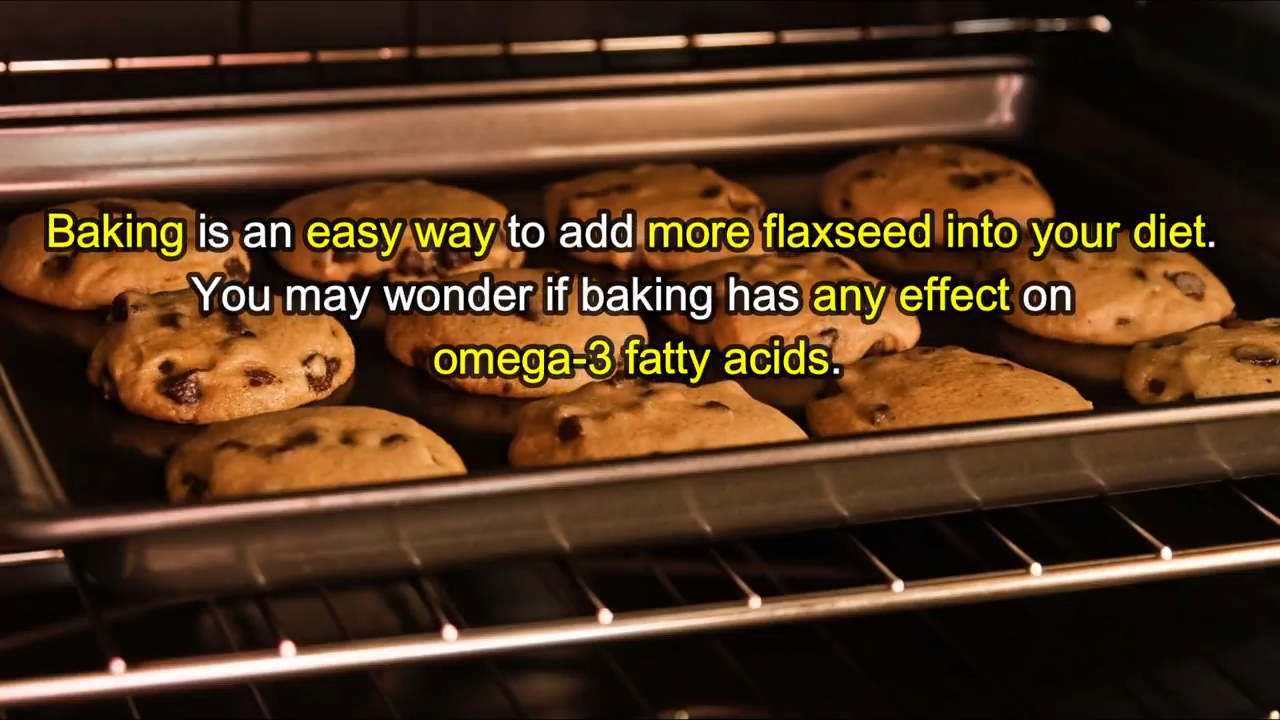 Baking is an easy way to add more flaxseed into your diet.
You may wonder if baking has any effect on
omega-3 fatty acids.